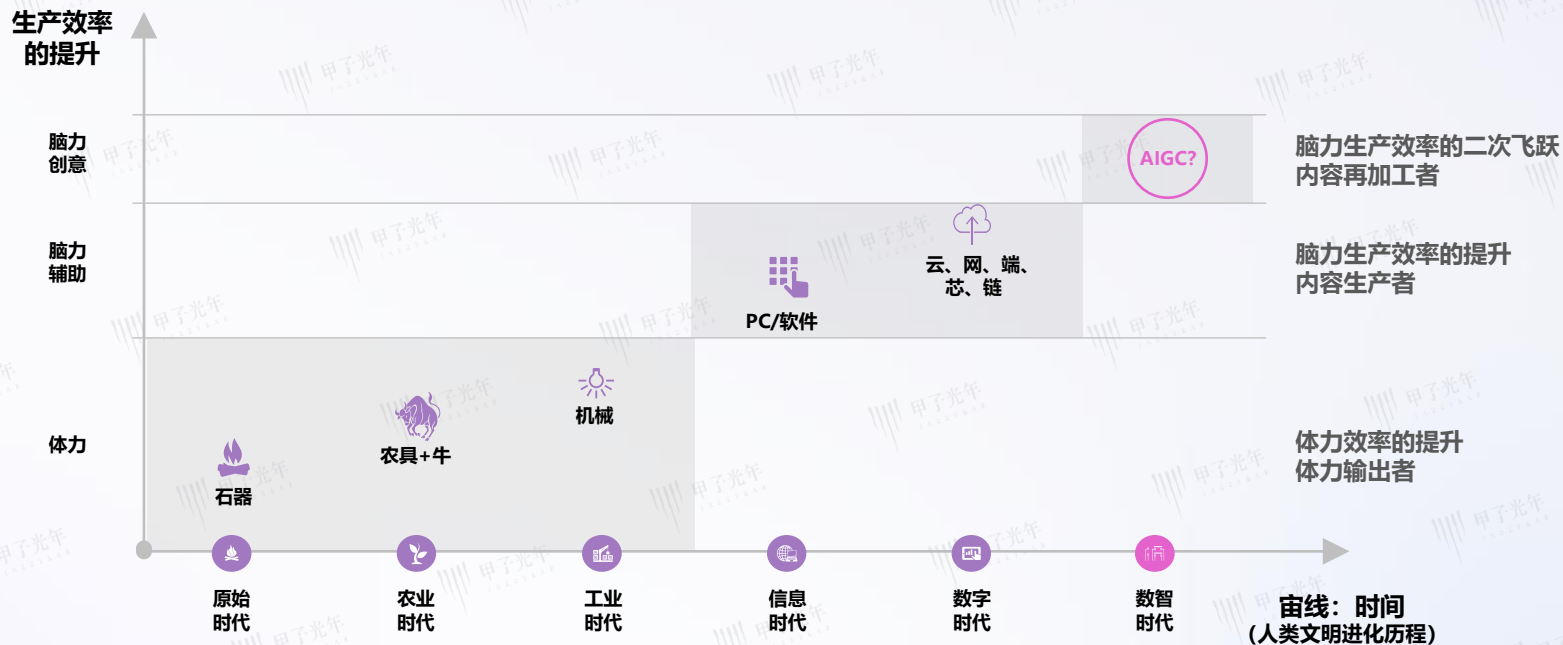 生产效率
的提升
脑力
创意
AIGC?
脑力生产效率的二次飞跃
内容再加工者
脑力
辅助
云、网、端、
芯、链
PC/软件
脑力生产效率的提升
内容生产者
体力
机械
农具+牛
石器
体力效率的提升
体力输出者
原始
时代
农业
时代
工业
时代
信息
时代
数字
时代
数智
时代
宙线：时间
（人类文明进化历程）
甲子光年